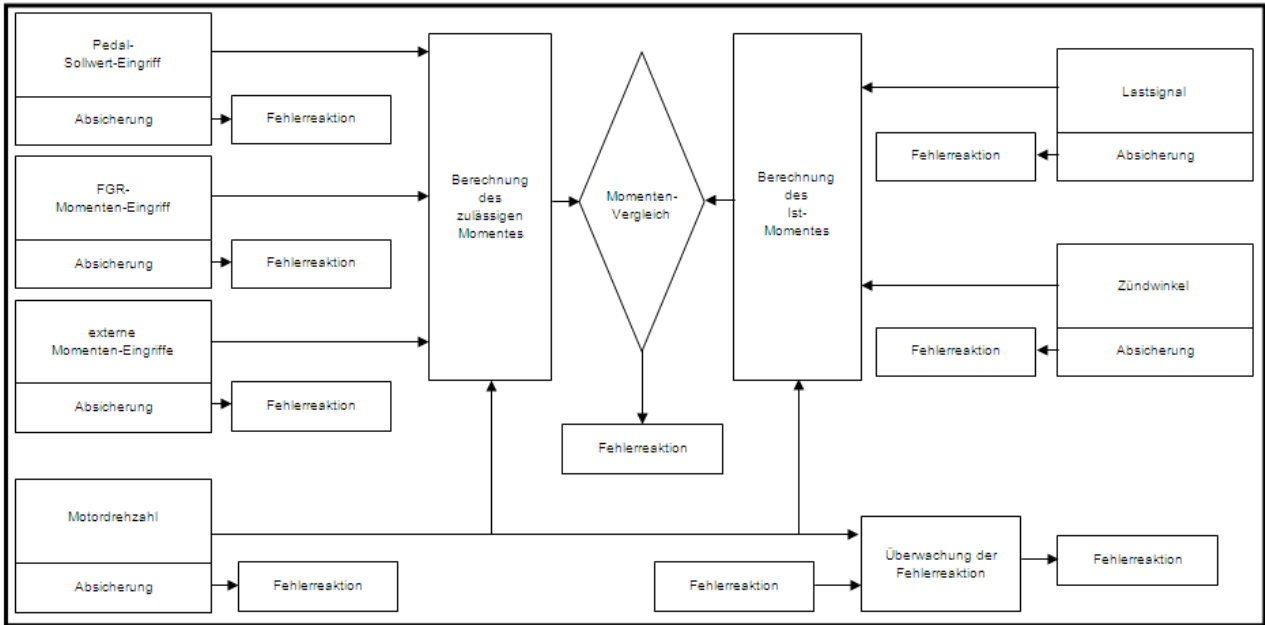 Pedal-
Sollwert-Eingriff
Absicherung
Fehlerreaktion
FGR-
Momenten-Eingriff
Absicherung
Fehlerreaktion
externe
Momenten-Eingriffe
Absicherung
Fehlerreaktion
Motordrehzahl
Absicherung
Fehlerreaktion
Berechnung
des
zulässigen
Momentes
Momenten-
Vergleich
Fehlerreaktion
Berechnung
des
Ist-
Momentes
Lastsignal
Absicherung
Fehlerreaktion
Zündwinkel
Absicherung
Fehlerreaktion
Fehlerreaktion
Überwachung der
Fehlerreaktion
Fehlerreaktion